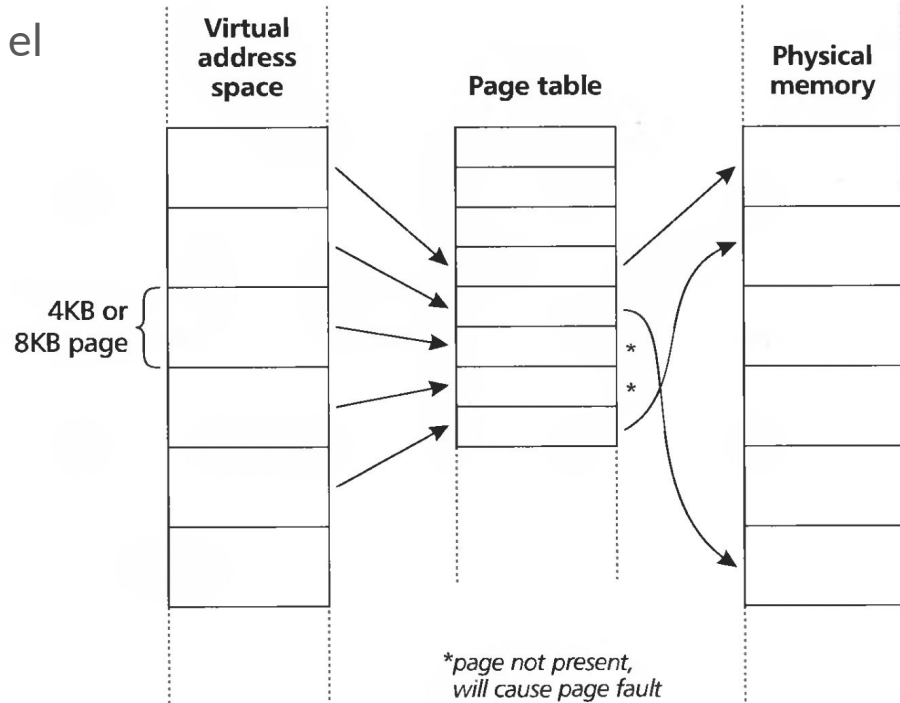 el
Virtual
address
space
Page table
Physical
memory
4KB or
8KB page
*
*
*page not present,
will cause page fault